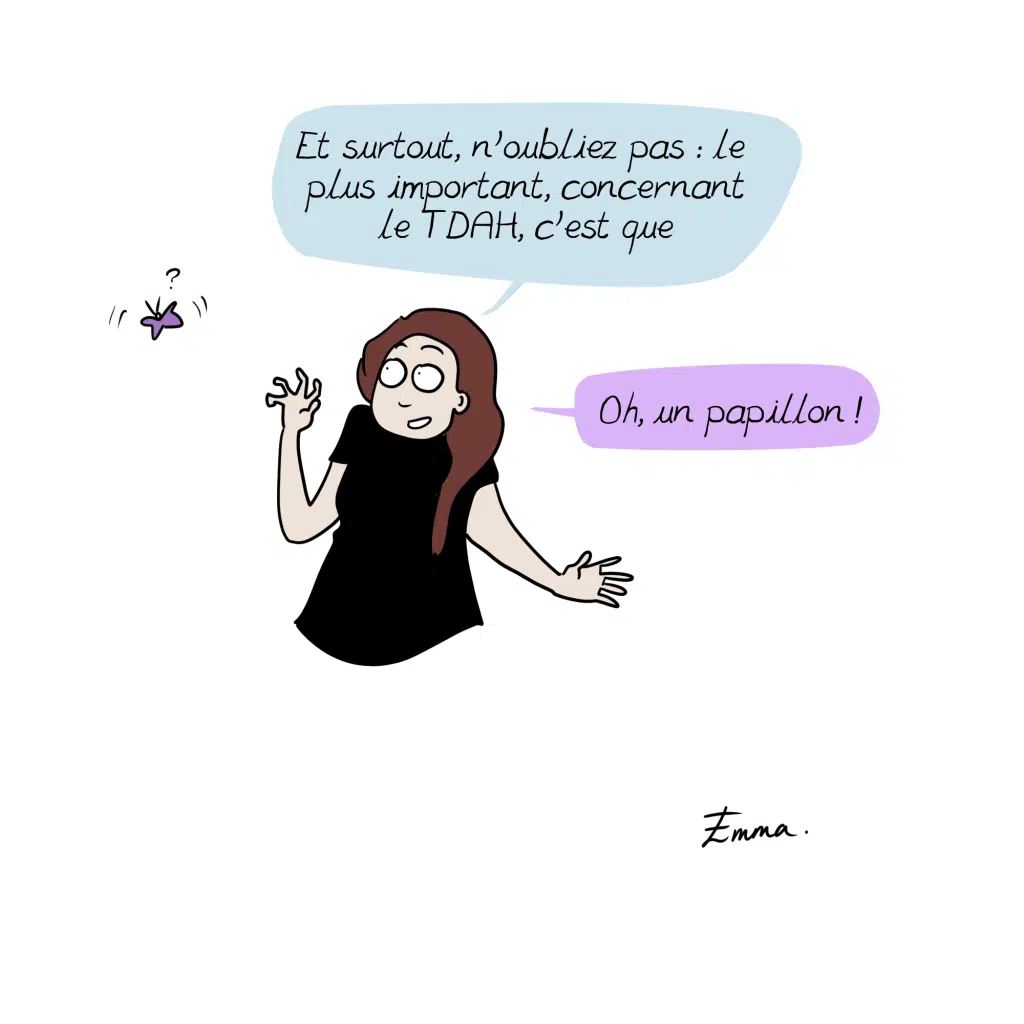 Et surtout, n'oubliez pas : le
plus important, concernant
le TDAH, c'est que
?
Oh, un papillon !
Emma.